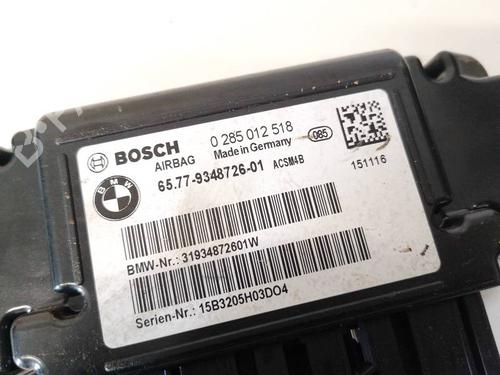 BOSCH 0 285 012 518
AIRBAG Made in Germany 085
BMW 65.77-9348726-01 ACSM4B 151116
BMW-Nr.: 31934872601W
Serien-Nr.: 15B3205H03DO4